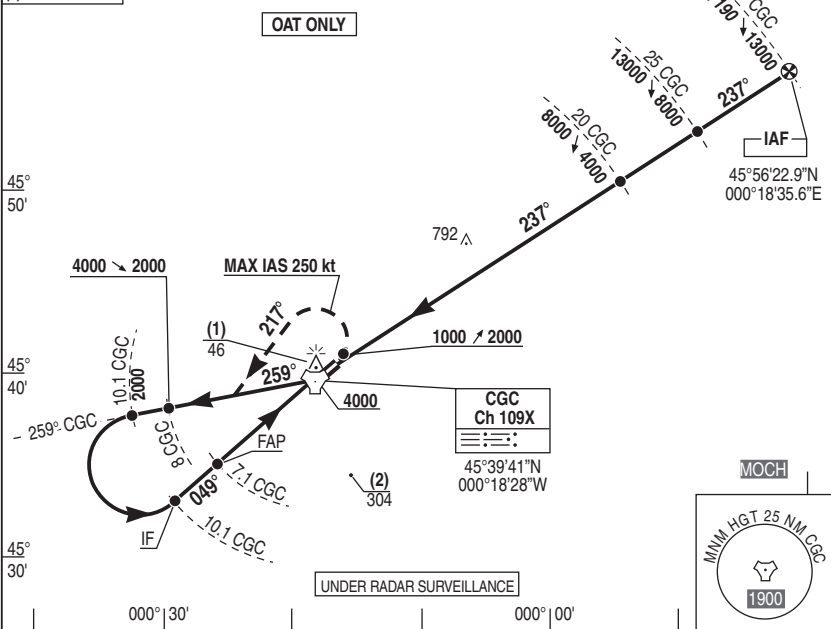 OAT ONLY
CGC
190 ↓ 13000
237°
25 CGC
13000 ↓ 8000
20 CGC
8000 ↓ 4000
IAF
45°56'22.9"N
000°18'35.6"E
45°
50'
237°
792
4000 ↘ 2000
MAX IAS 250 kt
217°
(1)
46
1000 ↗ 2000
45°
40'
10.1 CGC
2000
259°
4000
CGC
Ch 109X
259° CGC
8 CGC
FAP
45°39'41"N
000°18'28"W
7.1 CGC
049°
(2)
304
MOCH
IF
10.1 CGC
MNM HGT 25 NM CGC
45°
30'
UNDER RADAR SURVEILLANCE
1900
000°30'
000°00'